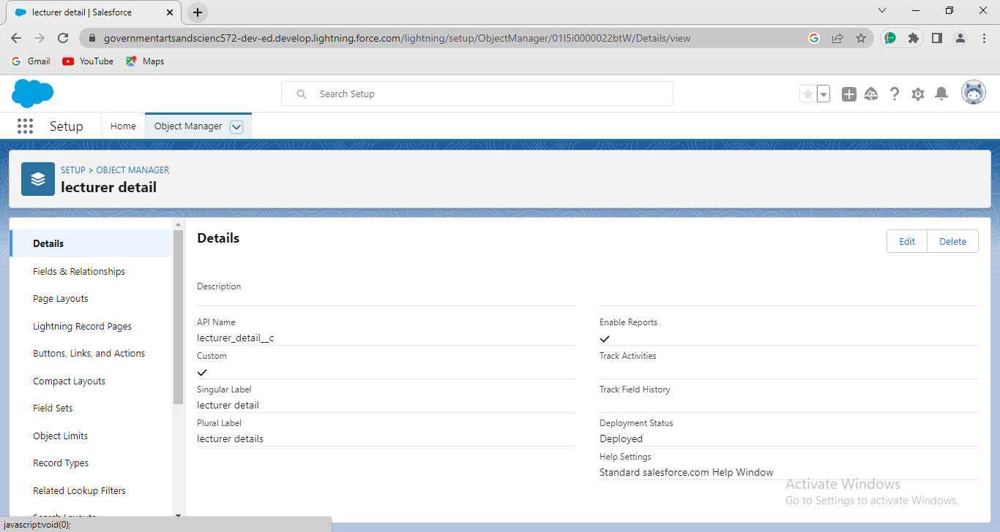 lecturer detail | Salesforce
governmentartsandscienc572-dev-ed.develop.lightning.force.com/lightning/setup/ObjectManager/01I5i0000022btW/Details/view
Gmail YouTube Maps
Search Setup
Setup Home Object Manager
SETUP > OBJECT MANAGER
lecturer detail
Details
Fields & Relationships
Page Layouts
Lightning Record Pages
Buttons, Links, and Actions
Compact Layouts
Field Sets
Object Limits
Record Types
Related Lookup Filters
Search Layouts
Details
Edit Delete
Description
API Name
lecturer_detail__c
Custom
Singular Label
lecturer detail
Plural Label
lecturer details
Enable Reports
Track Activities
Track Field History
Deployment Status
Deployed
Help Settings
Standard salesforce.com Help Window
Activate Windows
Go to Settings to activate Windows.
javascript:void(0);